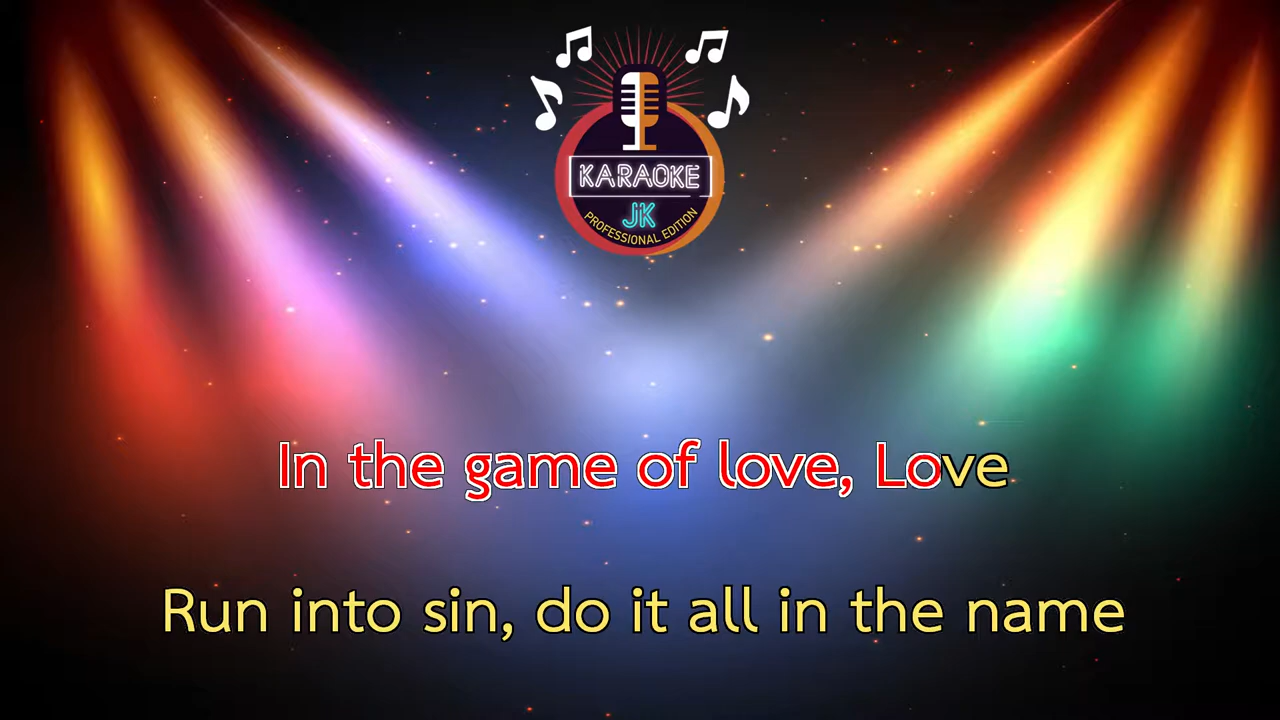 KARAOKE
JK
PROFESSIONAL EDITION
In the game of love, Love
Run into sin, do it all in the name